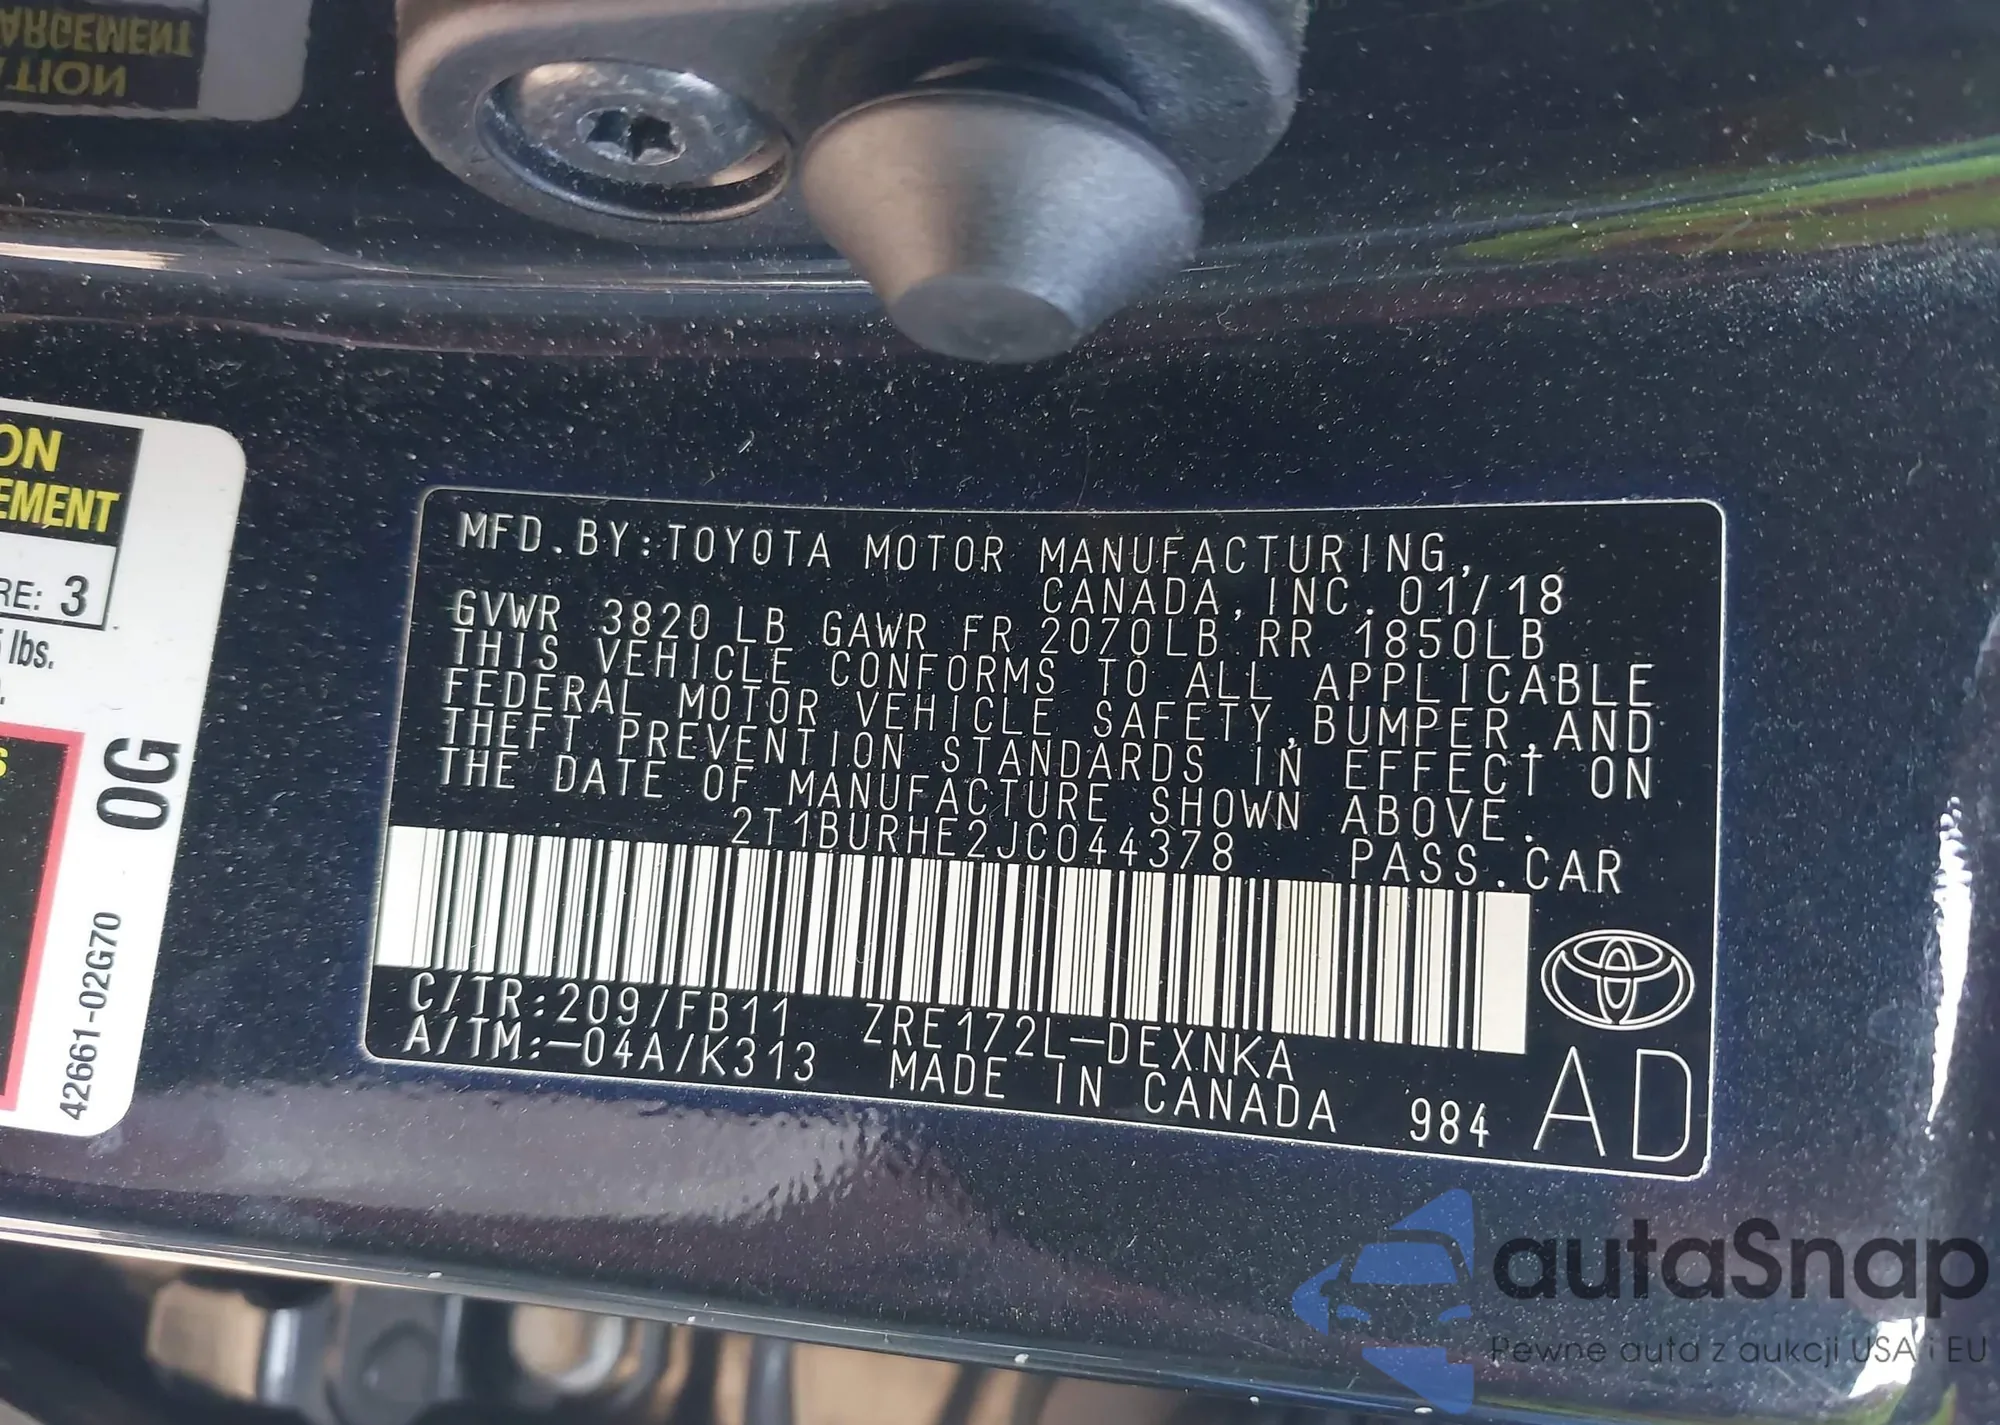 ARGEMENT
TION
ON
EMENT
RE: 3
lbs.
0G
42661-02G70
MFD.BY:TOYOTA MOTOR MANUFACTURING,
CANADA,INC. 01/18
GVWR 3820 LB GAWR FR 2070LB RR 1850LB
THIS VEHICLE CONFORMS TO ALL APPLICABLE
FEDERAL MOTOR VEHICLE SAFETY,BUMPER,AND
THEFT PREVENTION STANDARDS IN EFFECT ON
THE DATE OF MANUFACTURE SHOWN ABOVE.
2T1BURHE2JC044378 PASS.CAR
C/TR:209/FB11 ZRE172L-DEXNKA
A/TM:-04A/K313 MADE IN CANADA 984 AD
autaSnap
Pewne auta z aukcji USA i EU